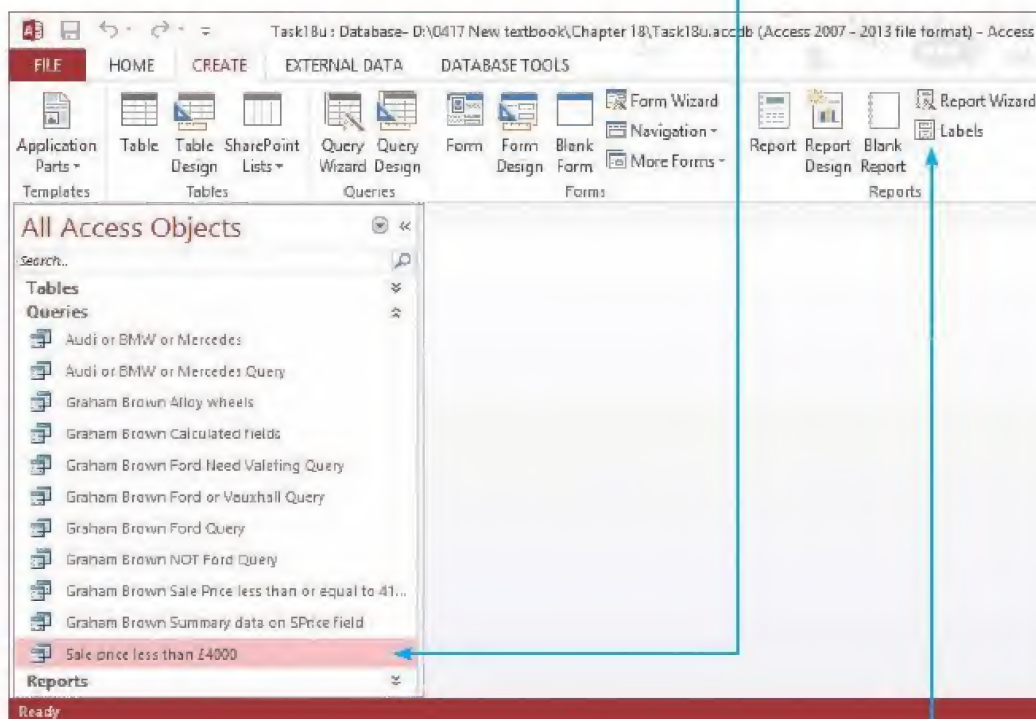 Task18u : Database- D:\0417 New textbook\Chapter 18\Task18u.accdb (Access 2007 - 2013 file format) - Access
FILE HOME CREATE EXTERNAL DATA DATABASE TOOLS
Application Parts
Table
Table Design
SharePoint Lists
Query Wizard
Query Design
Form
Form Design
Blank Form
Form Wizard
Navigation
More Forms
Report
Report Design
Blank Report
Report Wizard
Labels
Templates Tables Queries Forms Reports
All Access Objects
Search..
Tables
Queries
Audi or BMW or Mercedes
Audi or BMW or Mercedes Query
Graham Brown Alloy wheels
Graham Brown Calculated fields
Graham Brown Ford Need Valeting Query
Graham Brown Ford or Vauxhall Query
Graham Brown Ford Query
Graham Brown NOT Ford Query
Graham Brown Sale Price less than or equal to 41...
Graham Brown Summary data on SPrice field
Sale price less than £4000
Reports
Ready